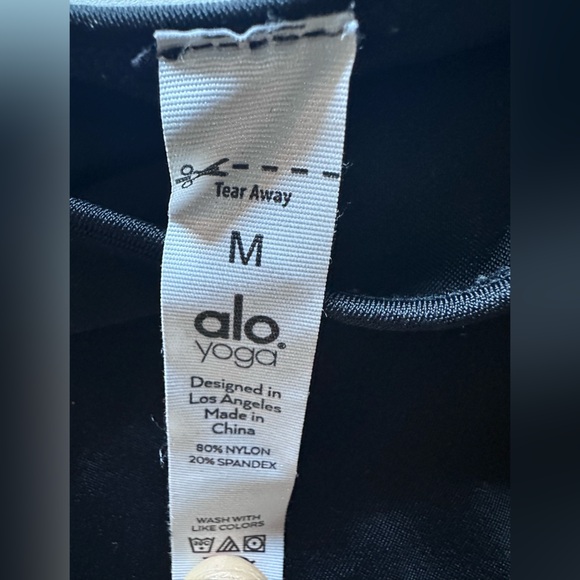 Tear Away
M
alo®
yoga
Designed in
Los Angeles
Made in
China
80% NYLON
20% SPANDEX
WASH WITH
LIKE COLORS